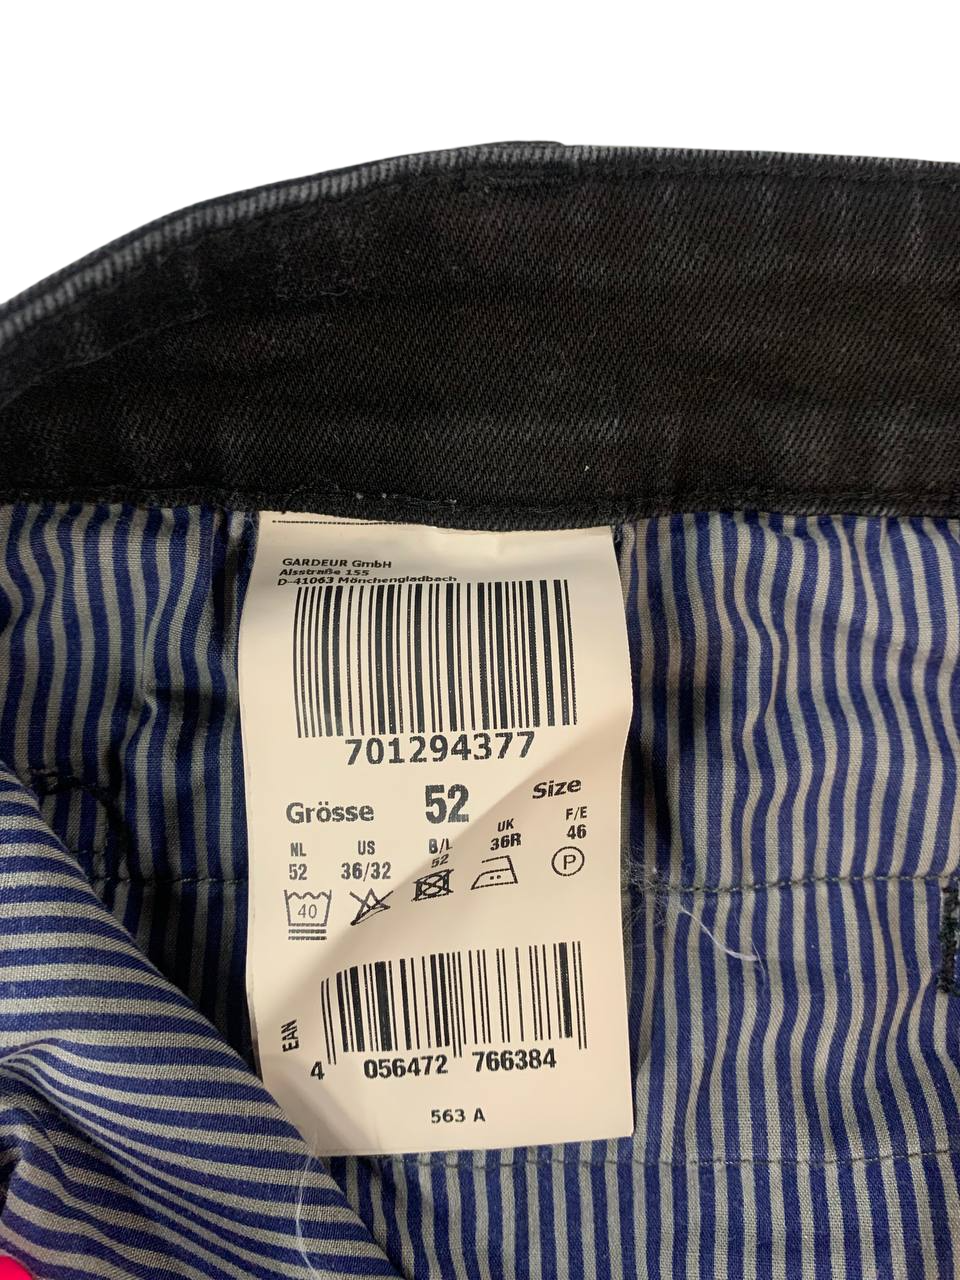 GARDEUR GmbH
Alsstraße 155
D-41063 Mönchengladbach
701294377
Grösse 52 Size
NL US B/L UK F/E
52 36/32 52 36R 46
40 P
EAN
4 056472 766384
563 A